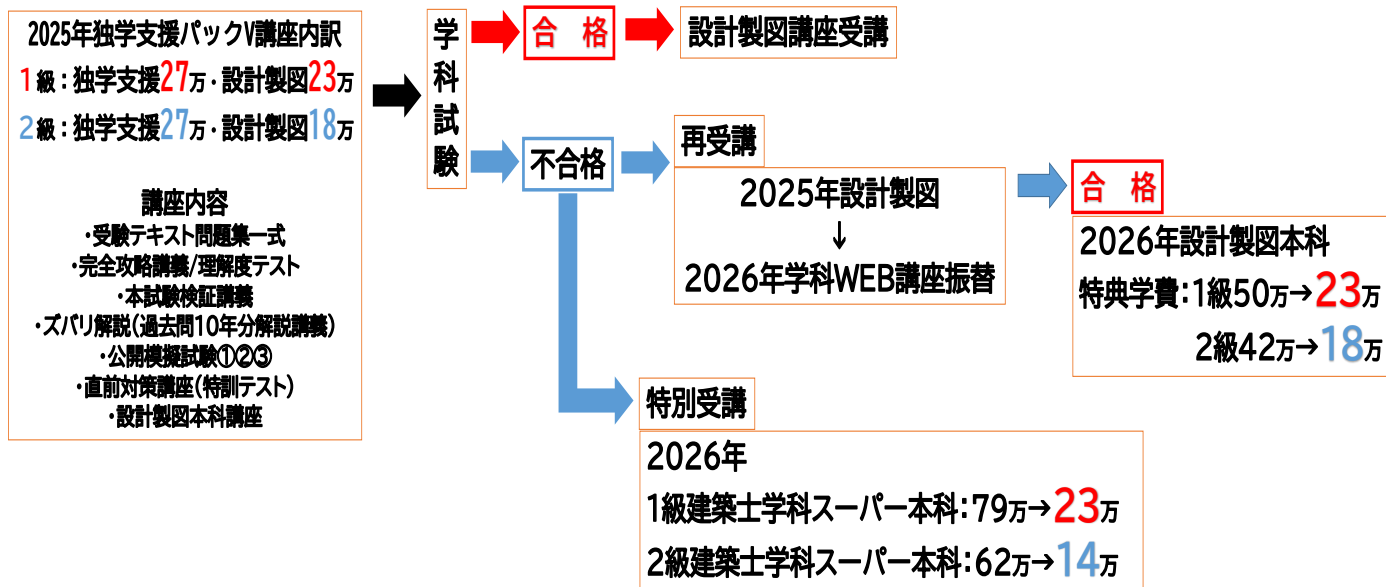 2025年独学支援パックV講座内訳
1級：独学支援27万・設計製図23万
2級：独学支援27万・設計製図18万
講座内容
・受験テキスト問題集一式
・完全攻略講義/理解度テスト
・本試験検証講義
・ズバリ解説(過去問10年分解説講義)
・公開模擬試験①②③
・直前対策講座(特訓テスト)
・設計製図本科講座
学科試験
合　格
設計製図講座受講
不合格
再受講
2025年設計製図
↓
2026年学科WEB講座振替
合　格
2026年設計製図本科
特典学費：1級50万→23万
2級42万→18万
特別受講
2026年
1級建築士学科スーパー本科：79万→23万
2級建築士学科スーパー本科：62万→14万